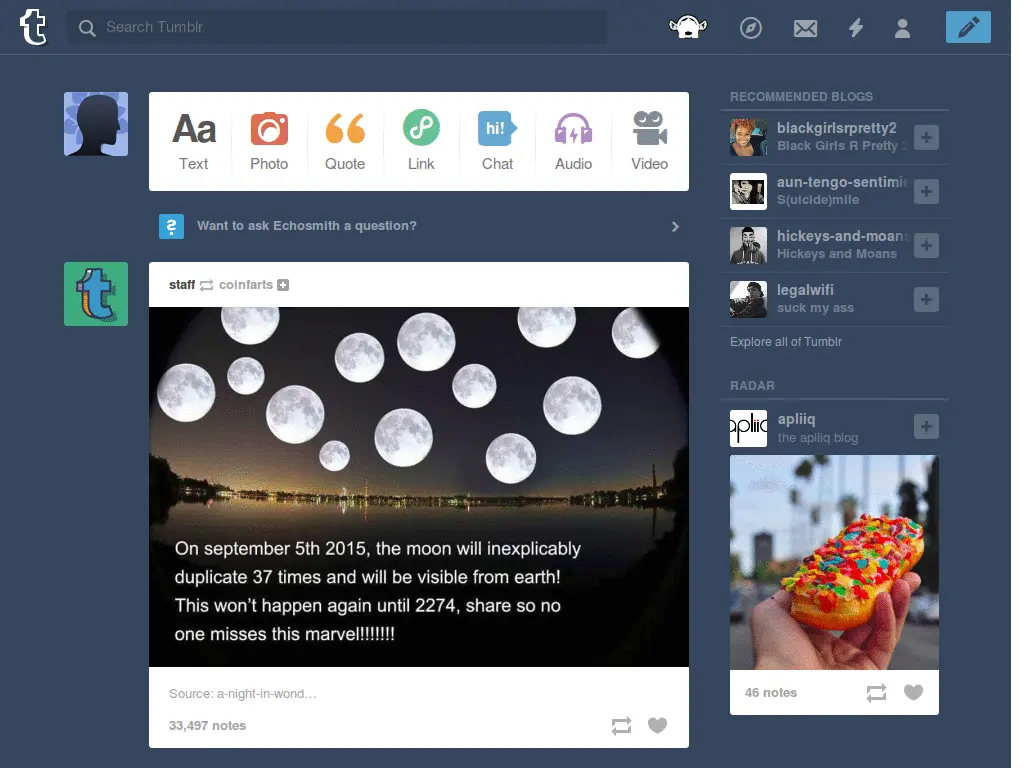 Search Tumblr
Aa
hi!
Text
Photo
Quote
Link
Chat
Audio
Video
? Want to ask Echosmith a question?
staff coinfarts
On september 5th 2015, the moon will inexplicably
duplicate 37 times and will be visible from earth!
This won't happen again until 2274, share so no
one misses this marvel!!!!!!!
Source: a-night-in-wond…
33,497 notes
RECOMMENDED BLOGS
blackgirlsrpretty2
Black Girls R Pretty 2
aun-tengo-sentimi
S(uicide)mile
hickeys-and-moans
Hickeys and Moans
legalwifi
suck my ass
Explore all of Tumblr
RADAR
apliiq
apliiq
the apliiq blog
46 notes